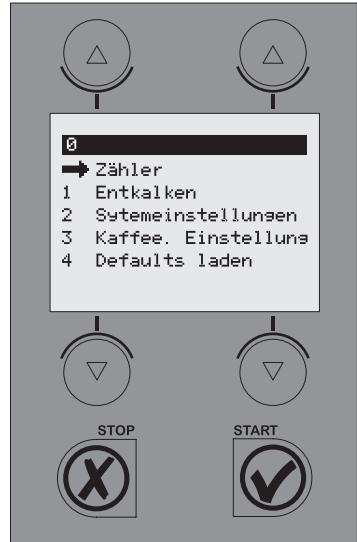 0
Zähler
1 Entkalken
2 Sytemeinstellungen
3 Kaffee. Einstellung
4 Defaults laden
STOP START